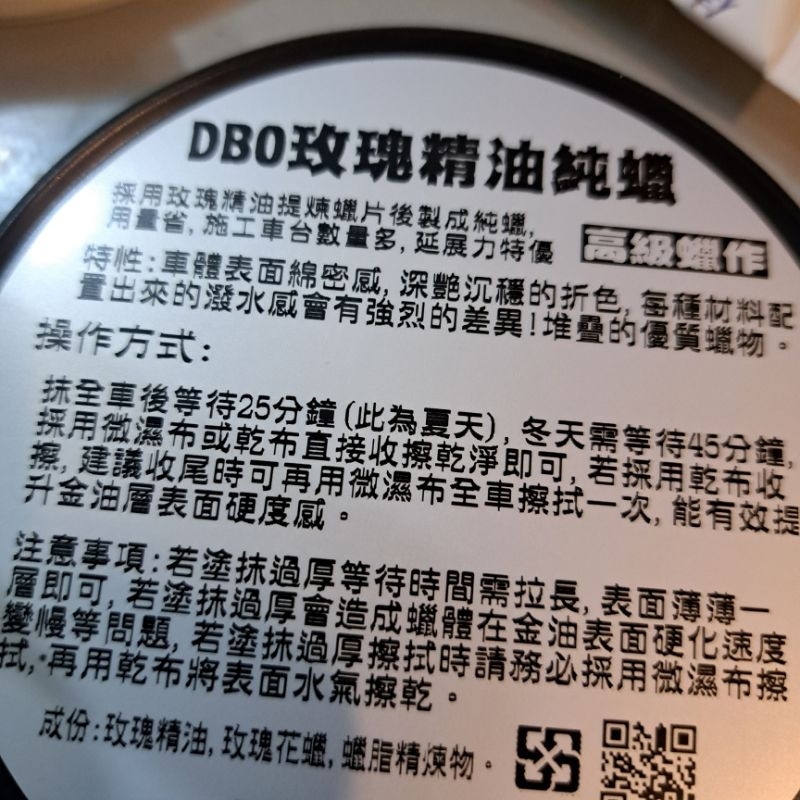 DBO玫瑰精油純蠟
採用玫瑰精油提煉蠟片後製成純蠟,
用量省, 施工車台數量多, 延展力特優
高級蠟作
特性:車體表面綿密感, 深艷沉穩的折色, 每種材料配
置出來的潑水感會有強烈的差異!堆疊的優質蠟物。
操作方式:
抹全車後等待25分鐘(此為夏天), 冬天需等待45分鐘,
採用微濕布或乾布直接收擦乾淨即可, 若採用乾布收
擦, 建議收尾時可再用微濕布全車擦拭一次, 能有效提
升金油層表面硬度感。
注意事項:若塗抹過厚等待時間需拉長, 表面薄薄一
層即可, 若塗抹過厚會造成蠟體在金油表面硬化速度
變慢等問題, 若塗抹過厚擦拭時請務必採用微濕布擦
拭, 再用乾布將表面水氣擦乾。
成份:玫瑰精油, 玫瑰花蠟, 蠟脂精煉物。